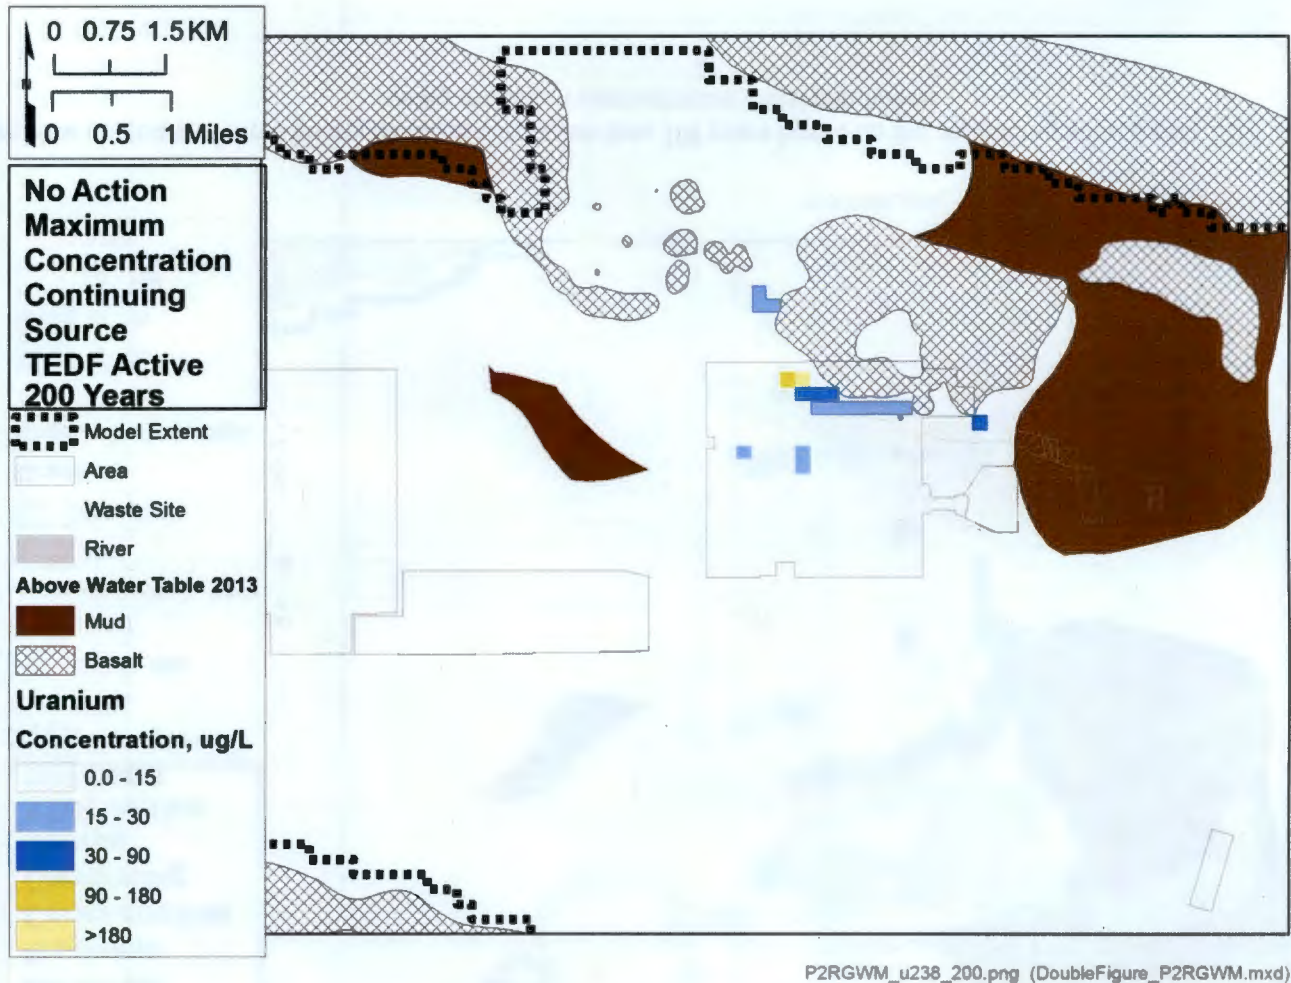 0 0.75 1.5 KM
0 0.5 1 Miles
No Action
Maximum
Concentration
Continuing
Source
TEDF Active
200 Years
Model Extent
Area
Waste Site
River
Above Water Table 2013
Mud
Basalt
Uranium
Concentration, ug/L
0.0 - 15
15 - 30
30 - 90
90 - 180
>180
P2RGWM_u238_200.png (DoubleFigure_P2RGWM.mxd)